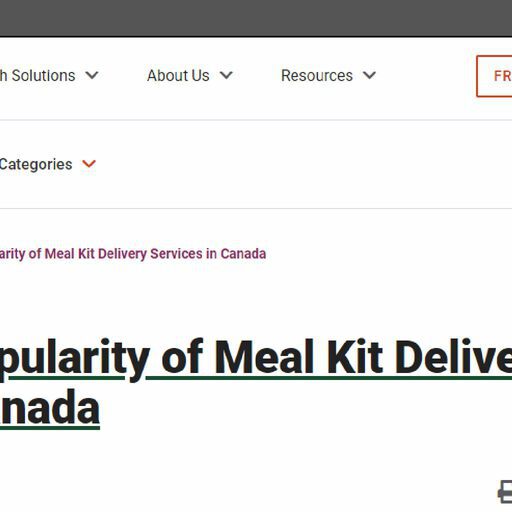 h Solutions About Us Resources FR
Categories
arity of Meal Kit Delivery Services in Canada
pularity of Meal Kit Delive
nada